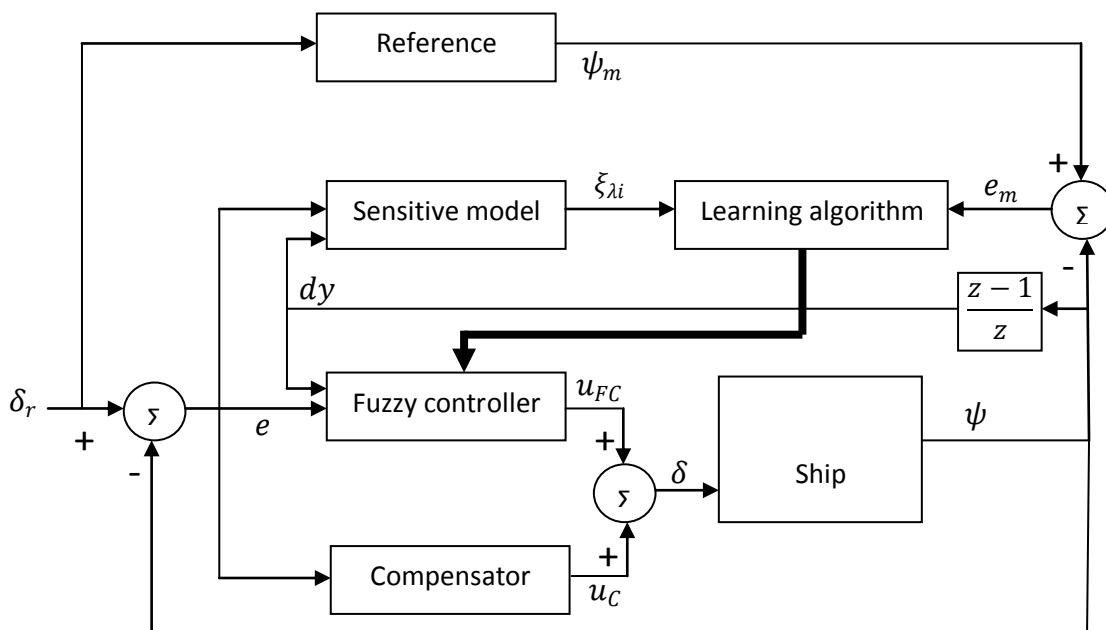 Reference
ψ_m
+
Sensitive model
ξ_λi
Learning algorithm
e_m
Σ
-
dy
z − 1
z
δ_r
+
Σ
-
e
Fuzzy controller
u_FC
+
Σ
δ
Ship
ψ
+
Compensator
u_C